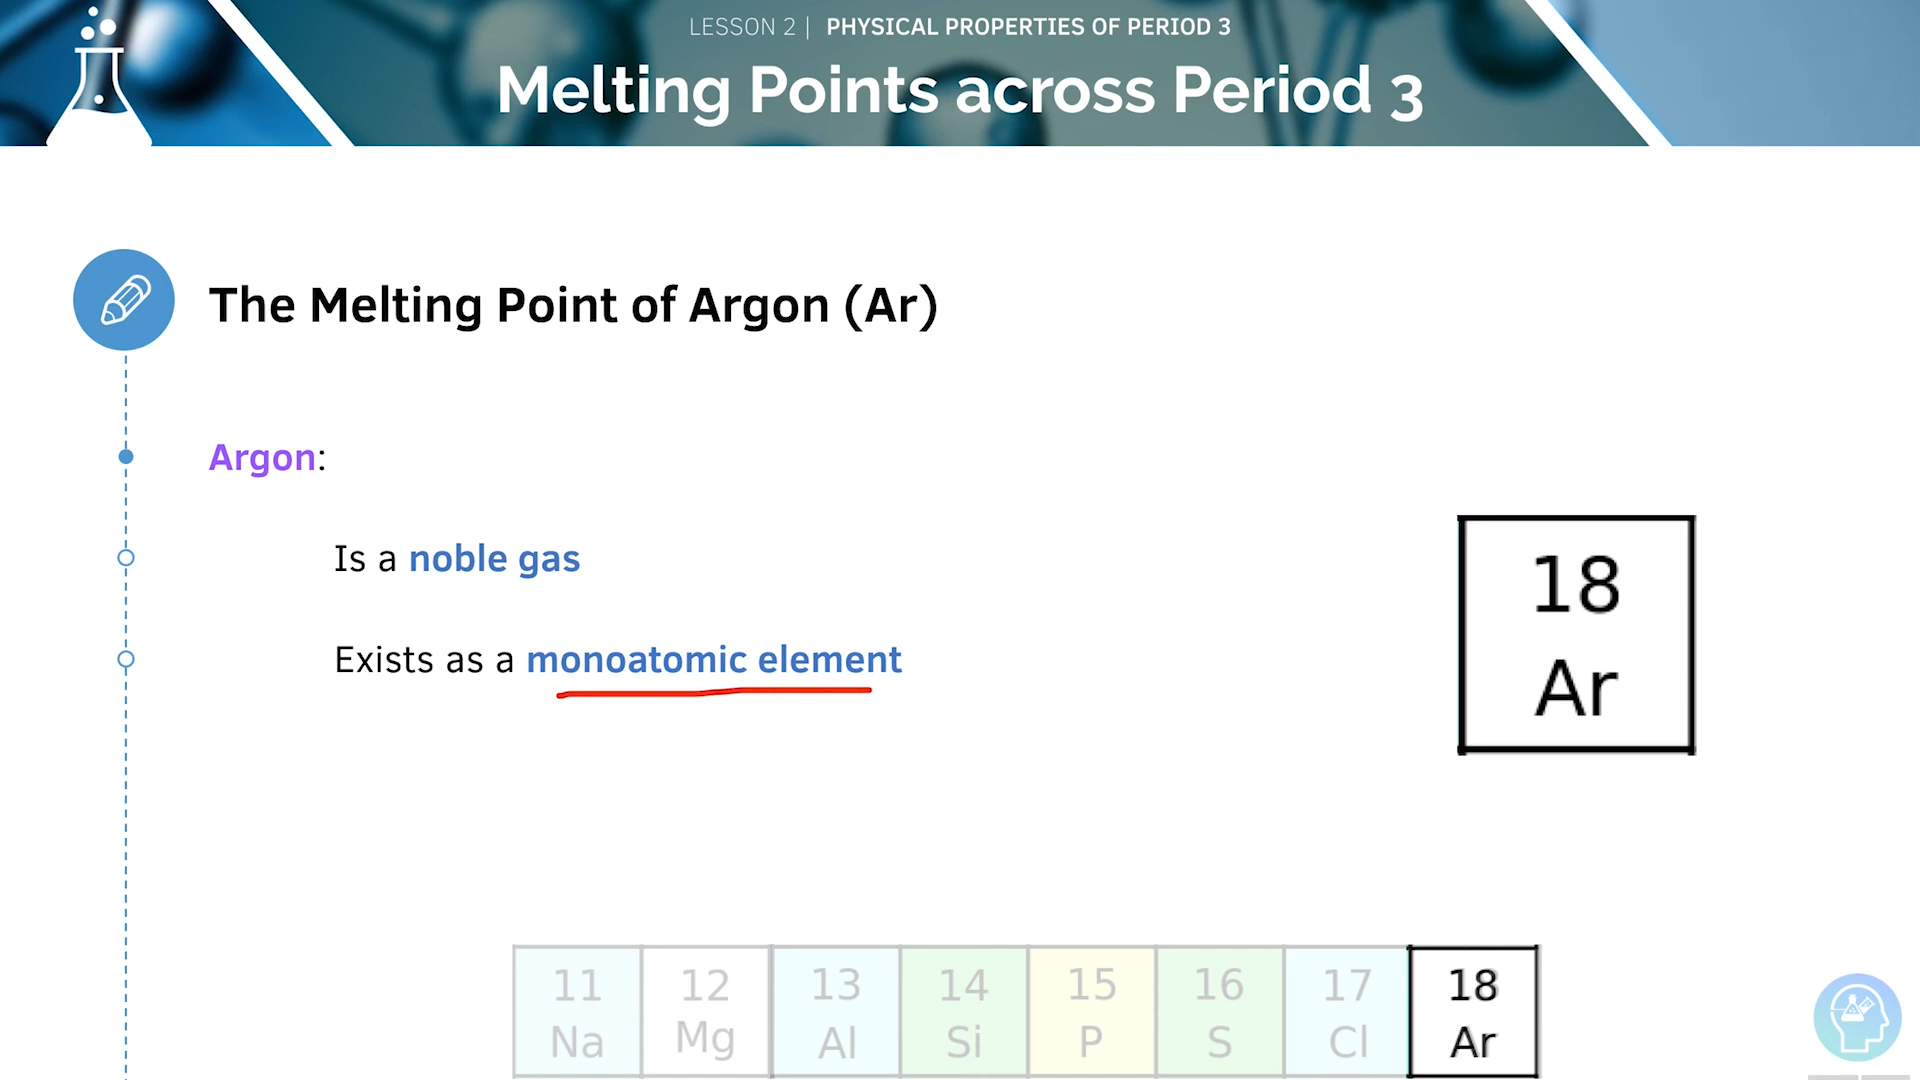 LESSON 2 | PHYSICAL PROPERTIES OF PERIOD 3
Melting Points across Period 3
The Melting Point of Argon (Ar)
Argon:
Is a noble gas
Exists as a monoatomic element
18
Ar
11 12 13 14 15 16 17 18
Na Mg Al Si P S Cl Ar